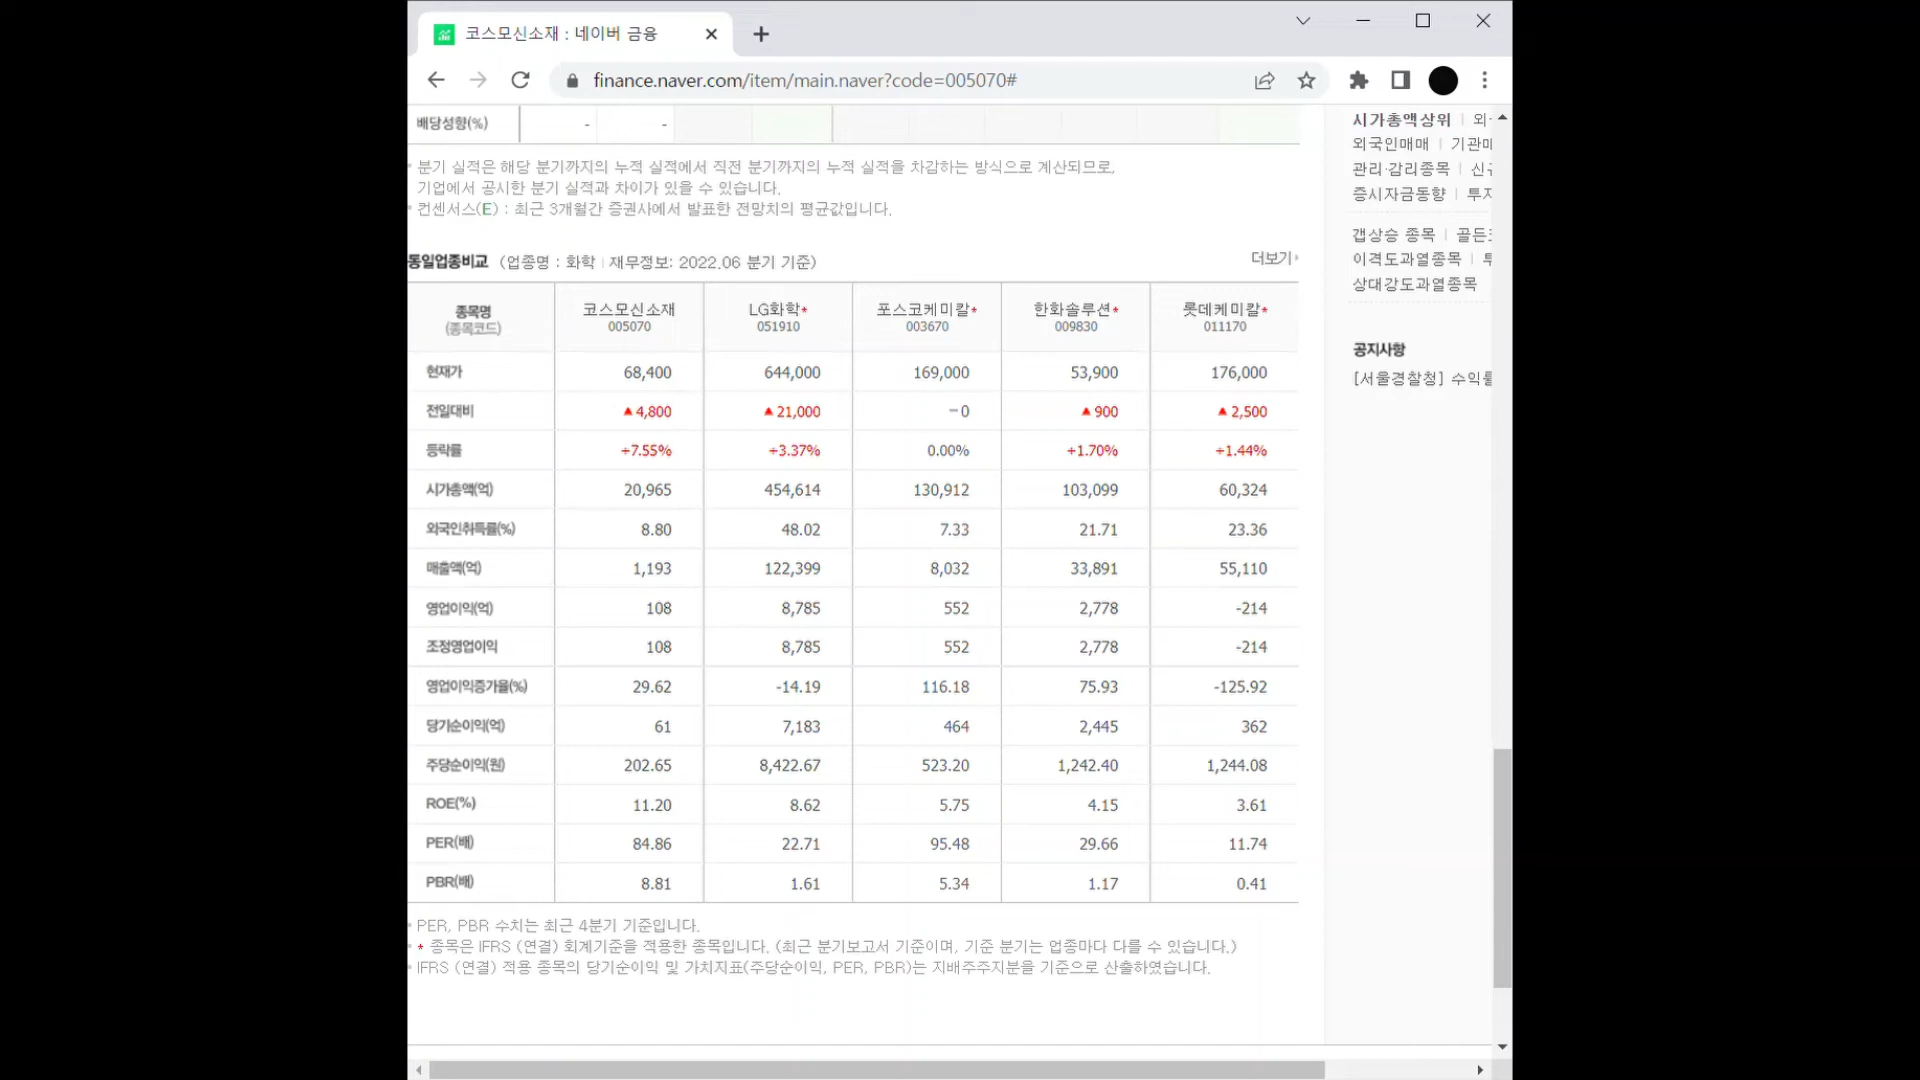 코스모신소재 : 네이버 금융
finance.naver.com/item/main.naver?code=005070#
배당성향(%) - -
분기 실적은 해당 분기까지의 누적 실적에서 직전 분기까지의 누적 실적을 차감하는 방식으로 계산되므로,
기업에서 공시한 분기 실적과 차이가 있을 수 있습니다.
컨센서스(E) : 최근 3개월간 증권사에서 발표한 전망치의 평균값입니다.
동일업종비교 (업종명 : 화학 | 재무정보: 2022.06 분기 기준) 더보기
종목명 코스모신소재 LG화학* 포스코케미칼* 한화솔루션* 롯데케미칼*
(종목코드) 005070 051910 003670 009830 011170
현재가 68,400 644,000 169,000 53,900 176,000
전일대비 ▲4,800 ▲21,000 －0 ▲900 ▲2,500
등락률 +7.55% +3.37% 0.00% +1.70% +1.44%
시가총액(억) 20,965 454,614 130,912 103,099 60,324
외국인취득률(%) 8.80 48.02 7.33 21.71 23.36
매출액(억) 1,193 122,399 8,032 33,891 55,110
영업이익(억) 108 8,785 552 2,778 -214
조정영업이익 108 8,785 552 2,778 -214
영업이익증가율(%) 29.62 -14.19 116.18 75.93 -125.92
당기순이익(억) 61 7,183 464 2,445 362
주당순이익(원) 202.65 8,422.67 523.20 1,242.40 1,244.08
ROE(%) 11.20 8.62 5.75 4.15 3.61
PER(배) 84.86 22.71 95.48 29.66 11.74
PBR(배) 8.81 1.61 5.34 1.17 0.41
PER, PBR 수치는 최근 4분기 기준입니다.
* 종목은 IFRS (연결) 회계기준을 적용한 종목입니다. (최근 분기보고서 기준이며, 기준 분기는 업종마다 다를 수 있습니다.)
IFRS (연결) 적용 종목의 당기순이익 및 가치지표(주당순이익, PER, PBR)는 지배주주지분을 기준으로 산출하였습니다.
시가총액상위 | 외
외국인매매 | 기관
관리·감리종목 | 신
증시자금동향 | 투자
갭상승 종목 | 골든
이격도과열종목 | 투
상대강도과열종목
공지사항
[서울경찰청] 수익률